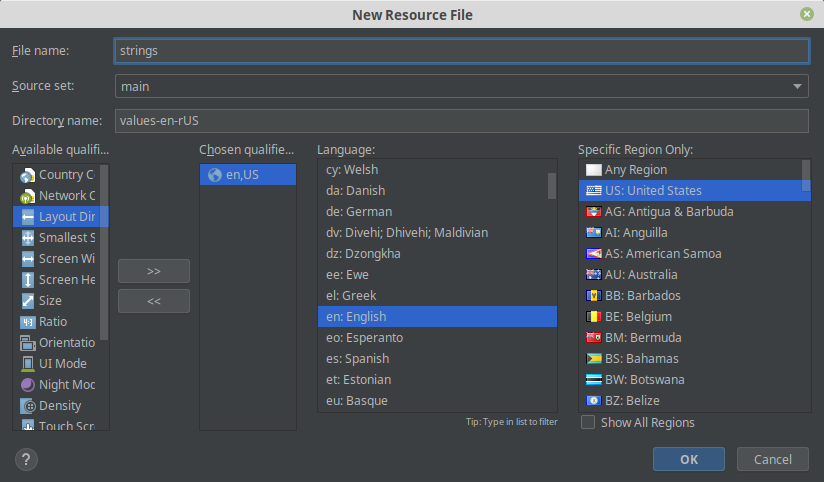 New Resource File
File name:
strings
Source set:
main
Directory name:
values-en-rUS
Available qualifi...
Chosen qualifie...
Language:
Specific Region Only:
Country C
Network C
Layout Dir
Smallest S
Screen Wi
Screen He
Size
Ratio
Orientatio
UI Mode
Night Mod
Density
Touch Scr
>>
<<
en,US
cy: Welsh
da: Danish
de: German
dv: Divehi; Dhivehi; Maldivian
dz: Dzongkha
ee: Ewe
el: Greek
en: English
eo: Esperanto
es: Spanish
et: Estonian
eu: Basque
Tip: Type in list to filter
Any Region
US: United States
AG: Antigua & Barbuda
AI: Anguilla
AS: American Samoa
AU: Australia
BB: Barbados
BE: Belgium
BM: Bermuda
BS: Bahamas
BW: Botswana
BZ: Belize
Show All Regions
?
OK
Cancel